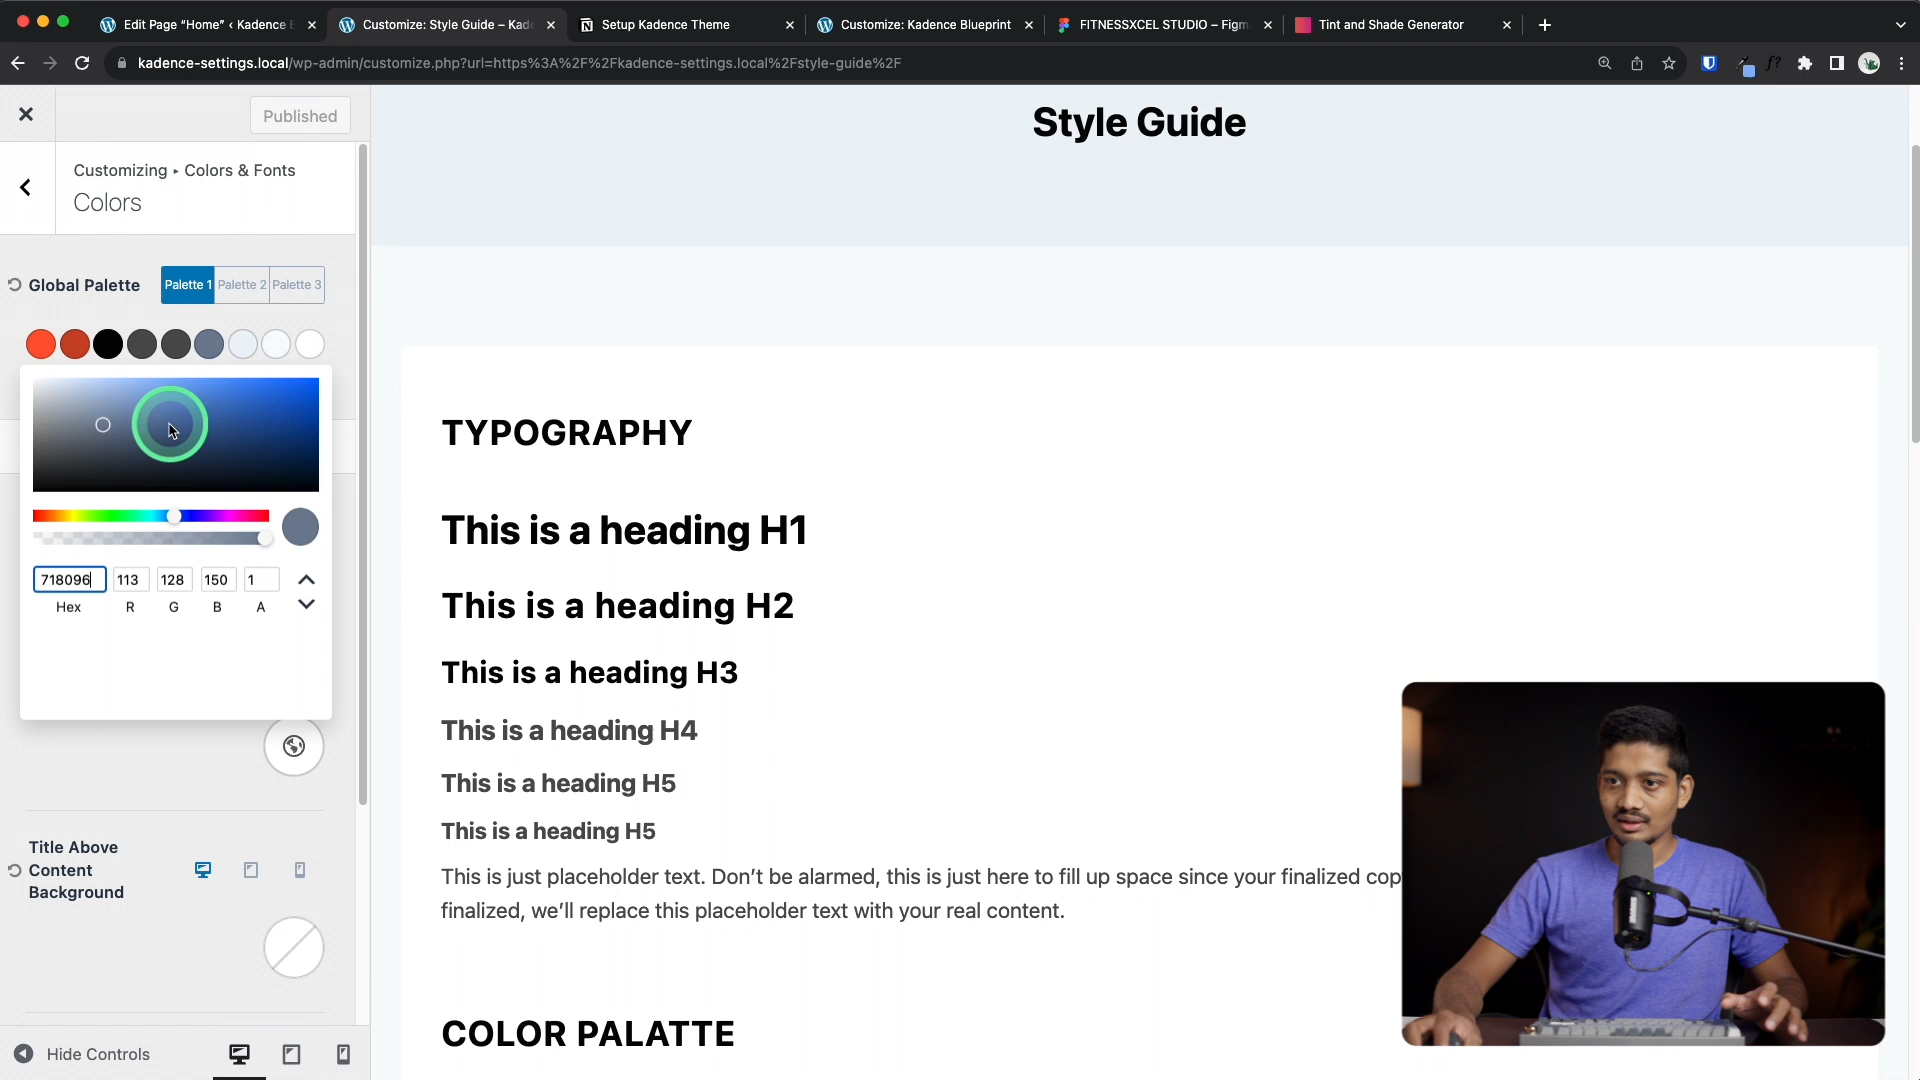 Edit Page “Home” ‹ Kadence E
Customize: Style Guide – Kade
Setup Kadence Theme
Customize: Kadence Blueprint
FITNESSXCEL STUDIO – Figm
Tint and Shade Generator
kadence-settings.local/wp-admin/customize.php?url=https%3A%2F%2Fkadence-settings.local%2Fstyle-guide%2F
Published
Customizing ▸ Colors & Fonts
Colors
Global Palette
Palette 1
Palette 2
Palette 3
718096
113
128
150
1
Hex
R
G
B
A
Title Above
Content
Background
Hide Controls
Style Guide
TYPOGRAPHY
This is a heading H1
This is a heading H2
This is a heading H3
This is a heading H4
This is a heading H5
This is a heading H5
This is just placeholder text. Don’t be alarmed, this is just here to fill up space since your finalized cop
finalized, we’ll replace this placeholder text with your real content.
COLOR PALATTE